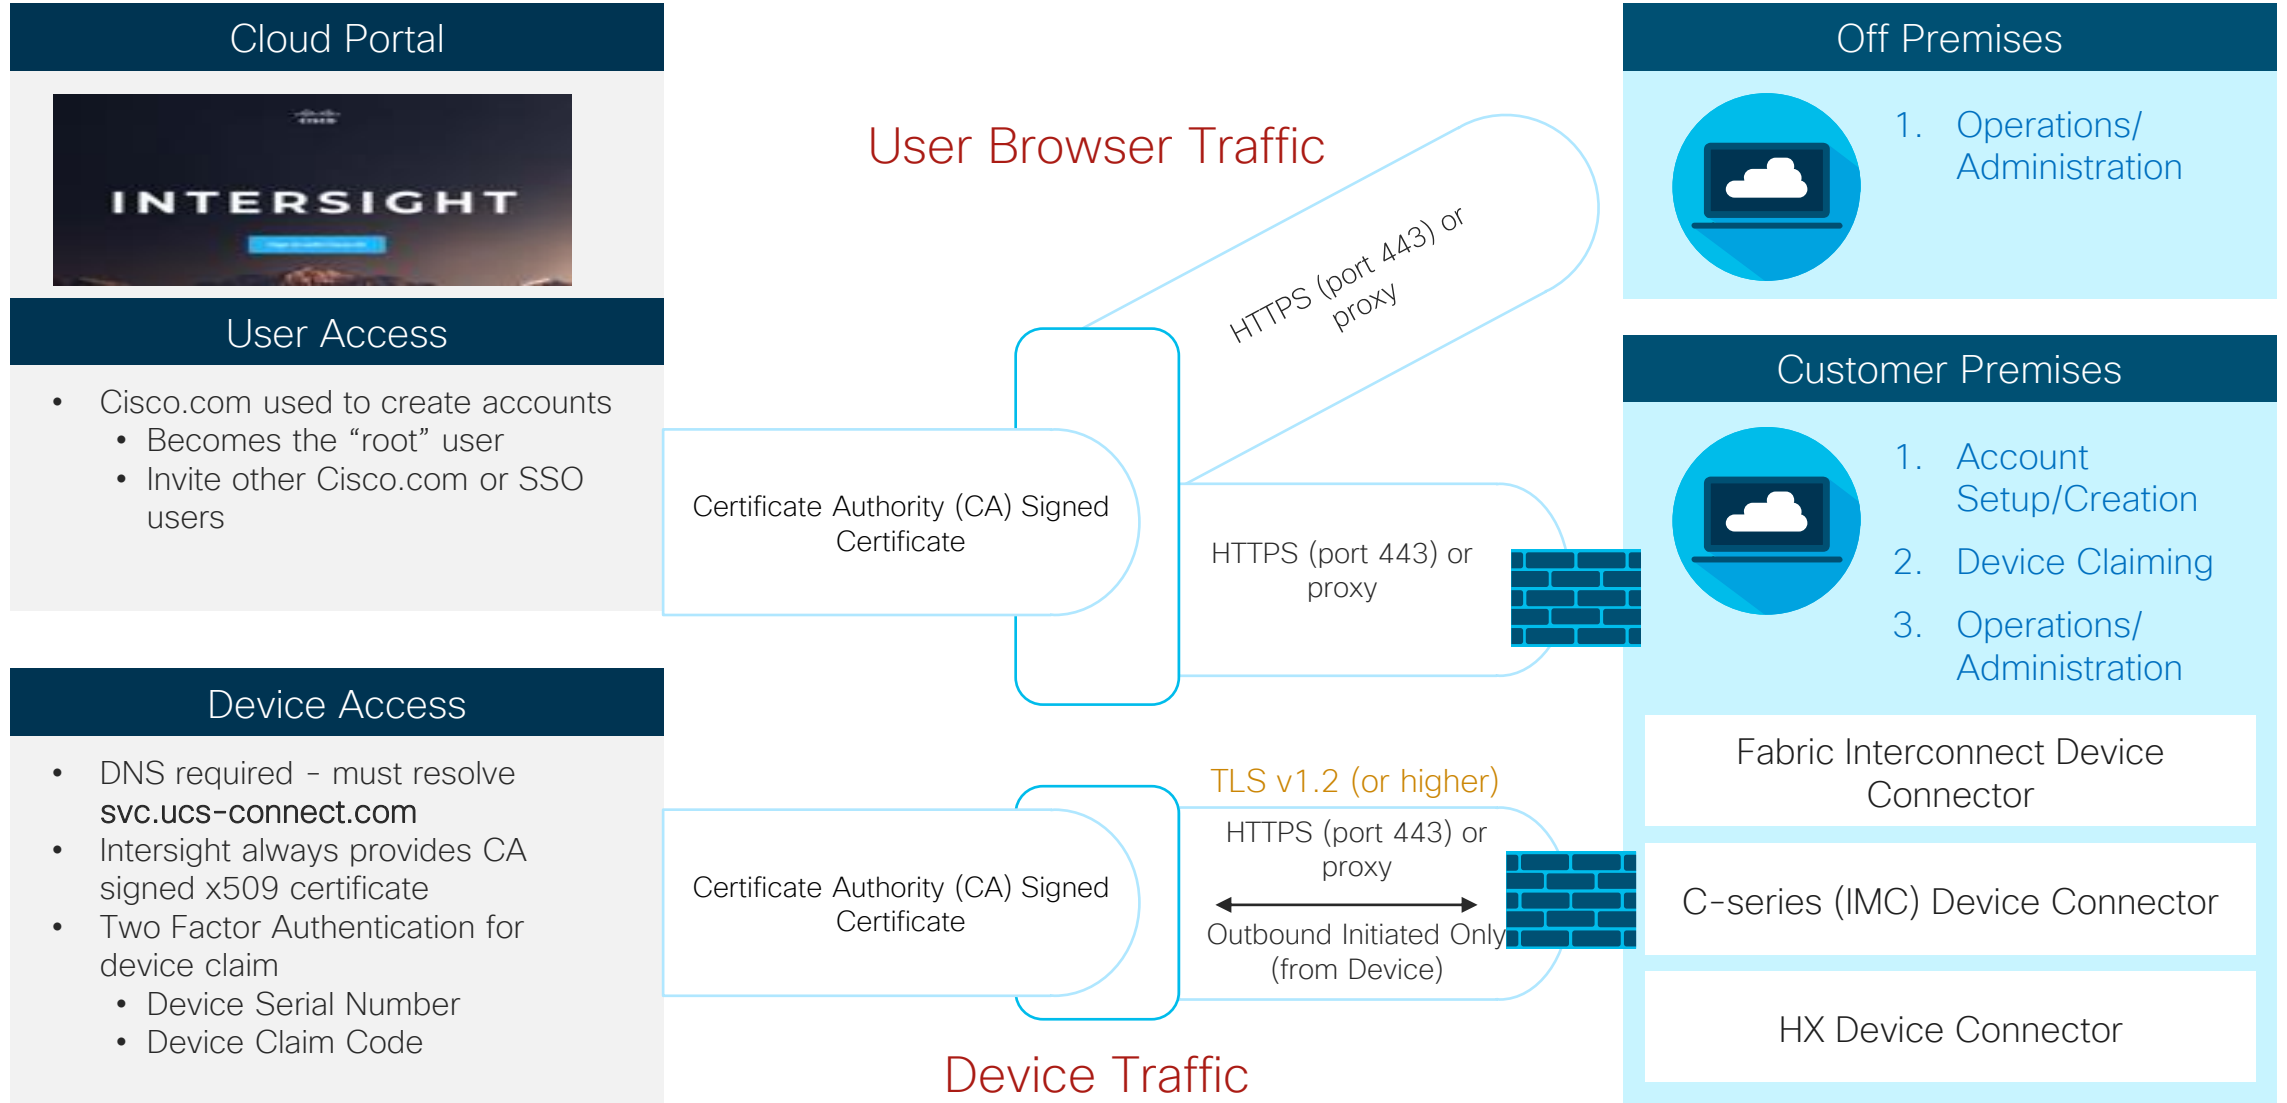 Cloud Portal
INTERSIGHT
User Access
• Cisco.com used to create accounts
• Becomes the “root” user
• Invite other Cisco.com or SSO
users
Device Access
• DNS required - must resolve
svc.ucs-connect.com
• Intersight always provides CA
signed x509 certificate
• Two Factor Authentication for
device claim
• Device Serial Number
• Device Claim Code
User Browser Traffic
HTTPS (port 443) or
proxy
Certificate Authority (CA) Signed
Certificate
HTTPS (port 443) or
proxy
TLS v1.2 (or higher)
HTTPS (port 443) or
proxy
Certificate Authority (CA) Signed
Certificate
Outbound Initiated Only
(from Device)
Device Traffic
Off Premises
1. Operations/
Administration
Customer Premises
1. Account
Setup/Creation
2. Device Claiming
3. Operations/
Administration
Fabric Interconnect Device
Connector
C-series (IMC) Device Connector
HX Device Connector